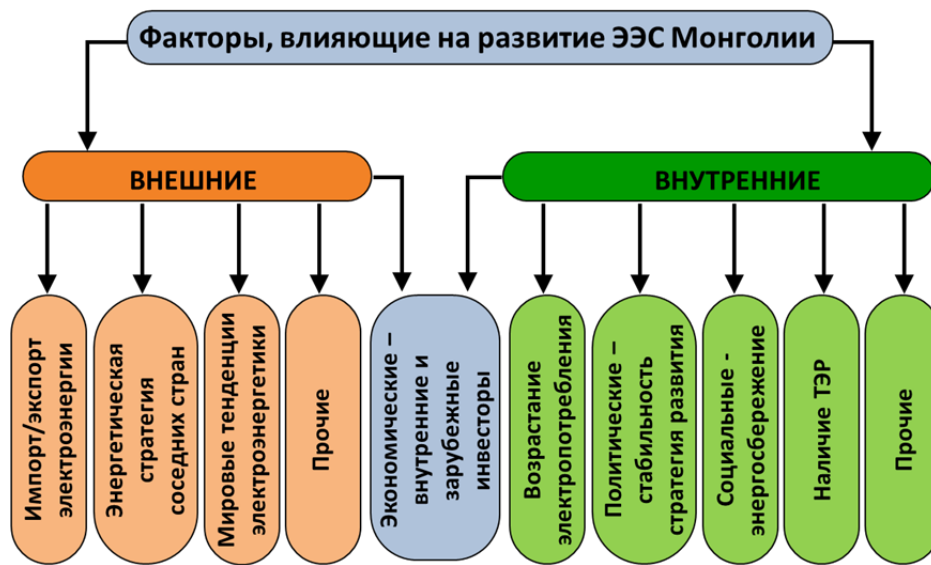 Факторы, влияющие на развитие ЭЭС Монголии
ВНЕШНИЕ
ВНУТРЕННИЕ
Импорт/экспорт
электроэнергии
Энергетическая
стратегия
соседних стран
Мировые тенденции
электроэнергетики
Прочие
Экономические –
внутренние и
зарубежные
инвесторы
Возрастание
электропотребления
Политические –
стабильность
стратегия развития
Социальные -
энергосбережение
Наличие ТЭР
Прочие